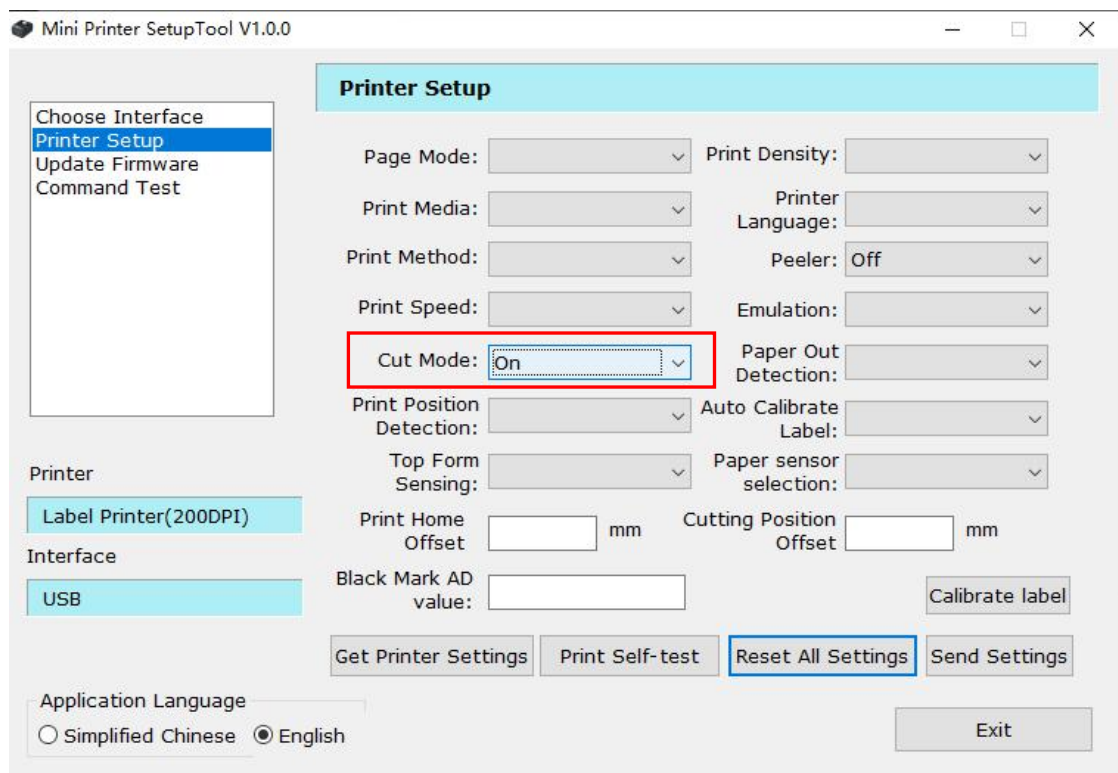 Mini Printer SetupTool V1.0.0
Choose Interface
Printer Setup
Update Firmware
Command Test
Printer
Label Printer(200DPI)
Interface
USB
Application Language
Simplified Chinese
English
Printer Setup
Page Mode:
Print Density:
Print Media:
Printer
Language:
Print Method:
Peeler: Off
Print Speed:
Emulation:
Cut Mode: On
Paper Out
Detection:
Print Position
Detection:
Auto Calibrate
Label:
Top Form
Sensing:
Paper sensor
selection:
Print Home
Offset
mm
Cutting Position
Offset
mm
Black Mark AD
value:
Calibrate label
Get Printer Settings
Print Self-test
Reset All Settings
Send Settings
Exit